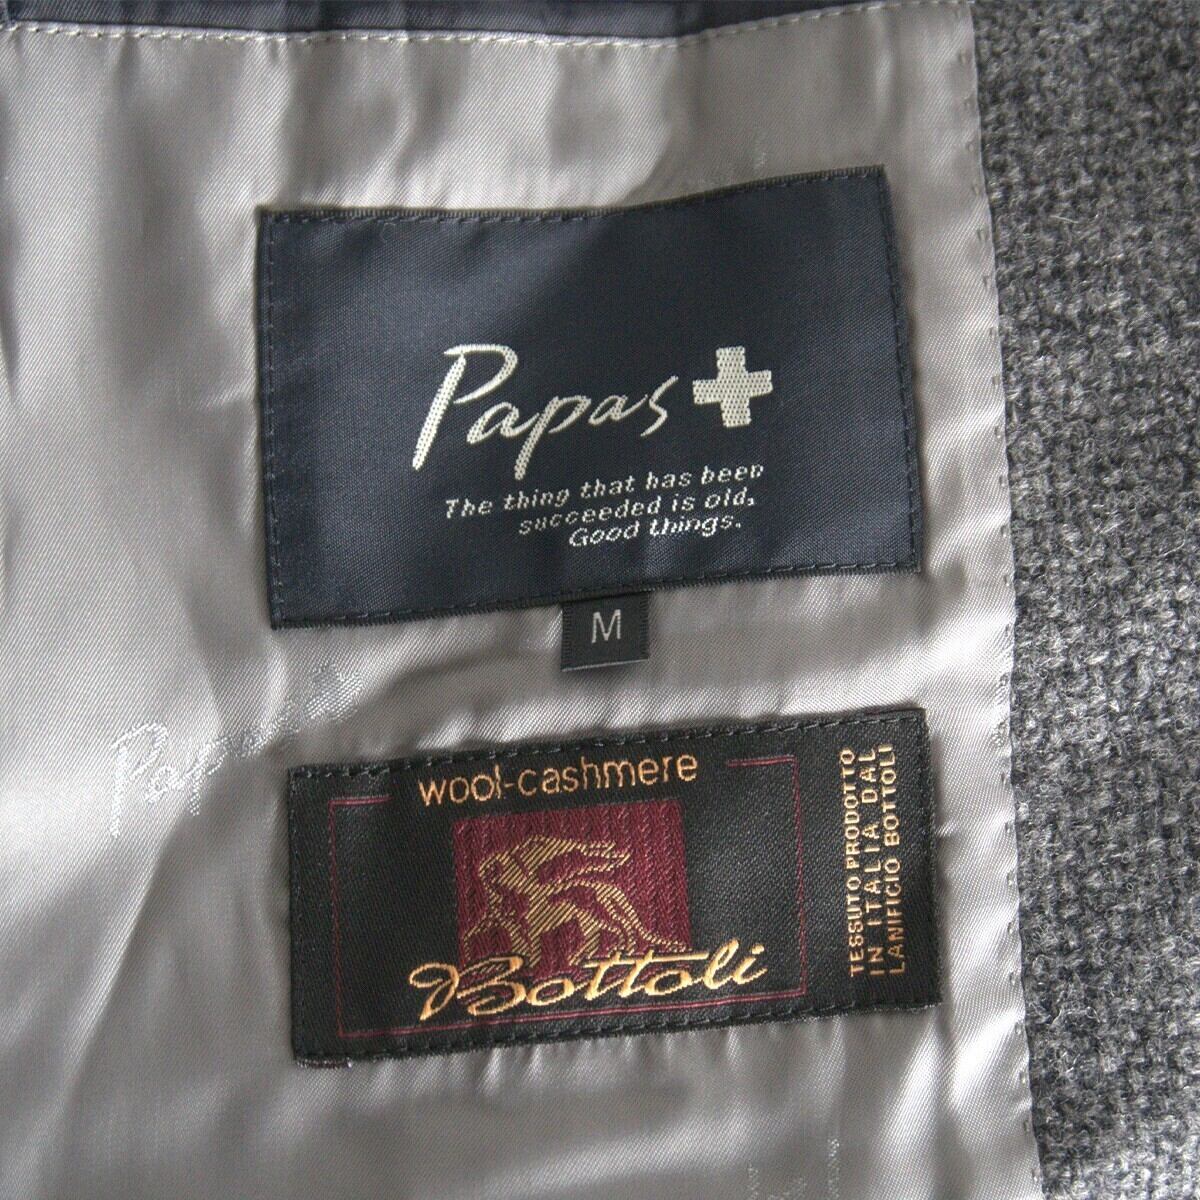 Papas+
The thing that has been
succeeded is old,
Good things.
M
Papas
wool-cashmere
Bottoli
TESSUTO PRODOTTO
IN ITALIA DAL
LANIFICIO BOTTOLI